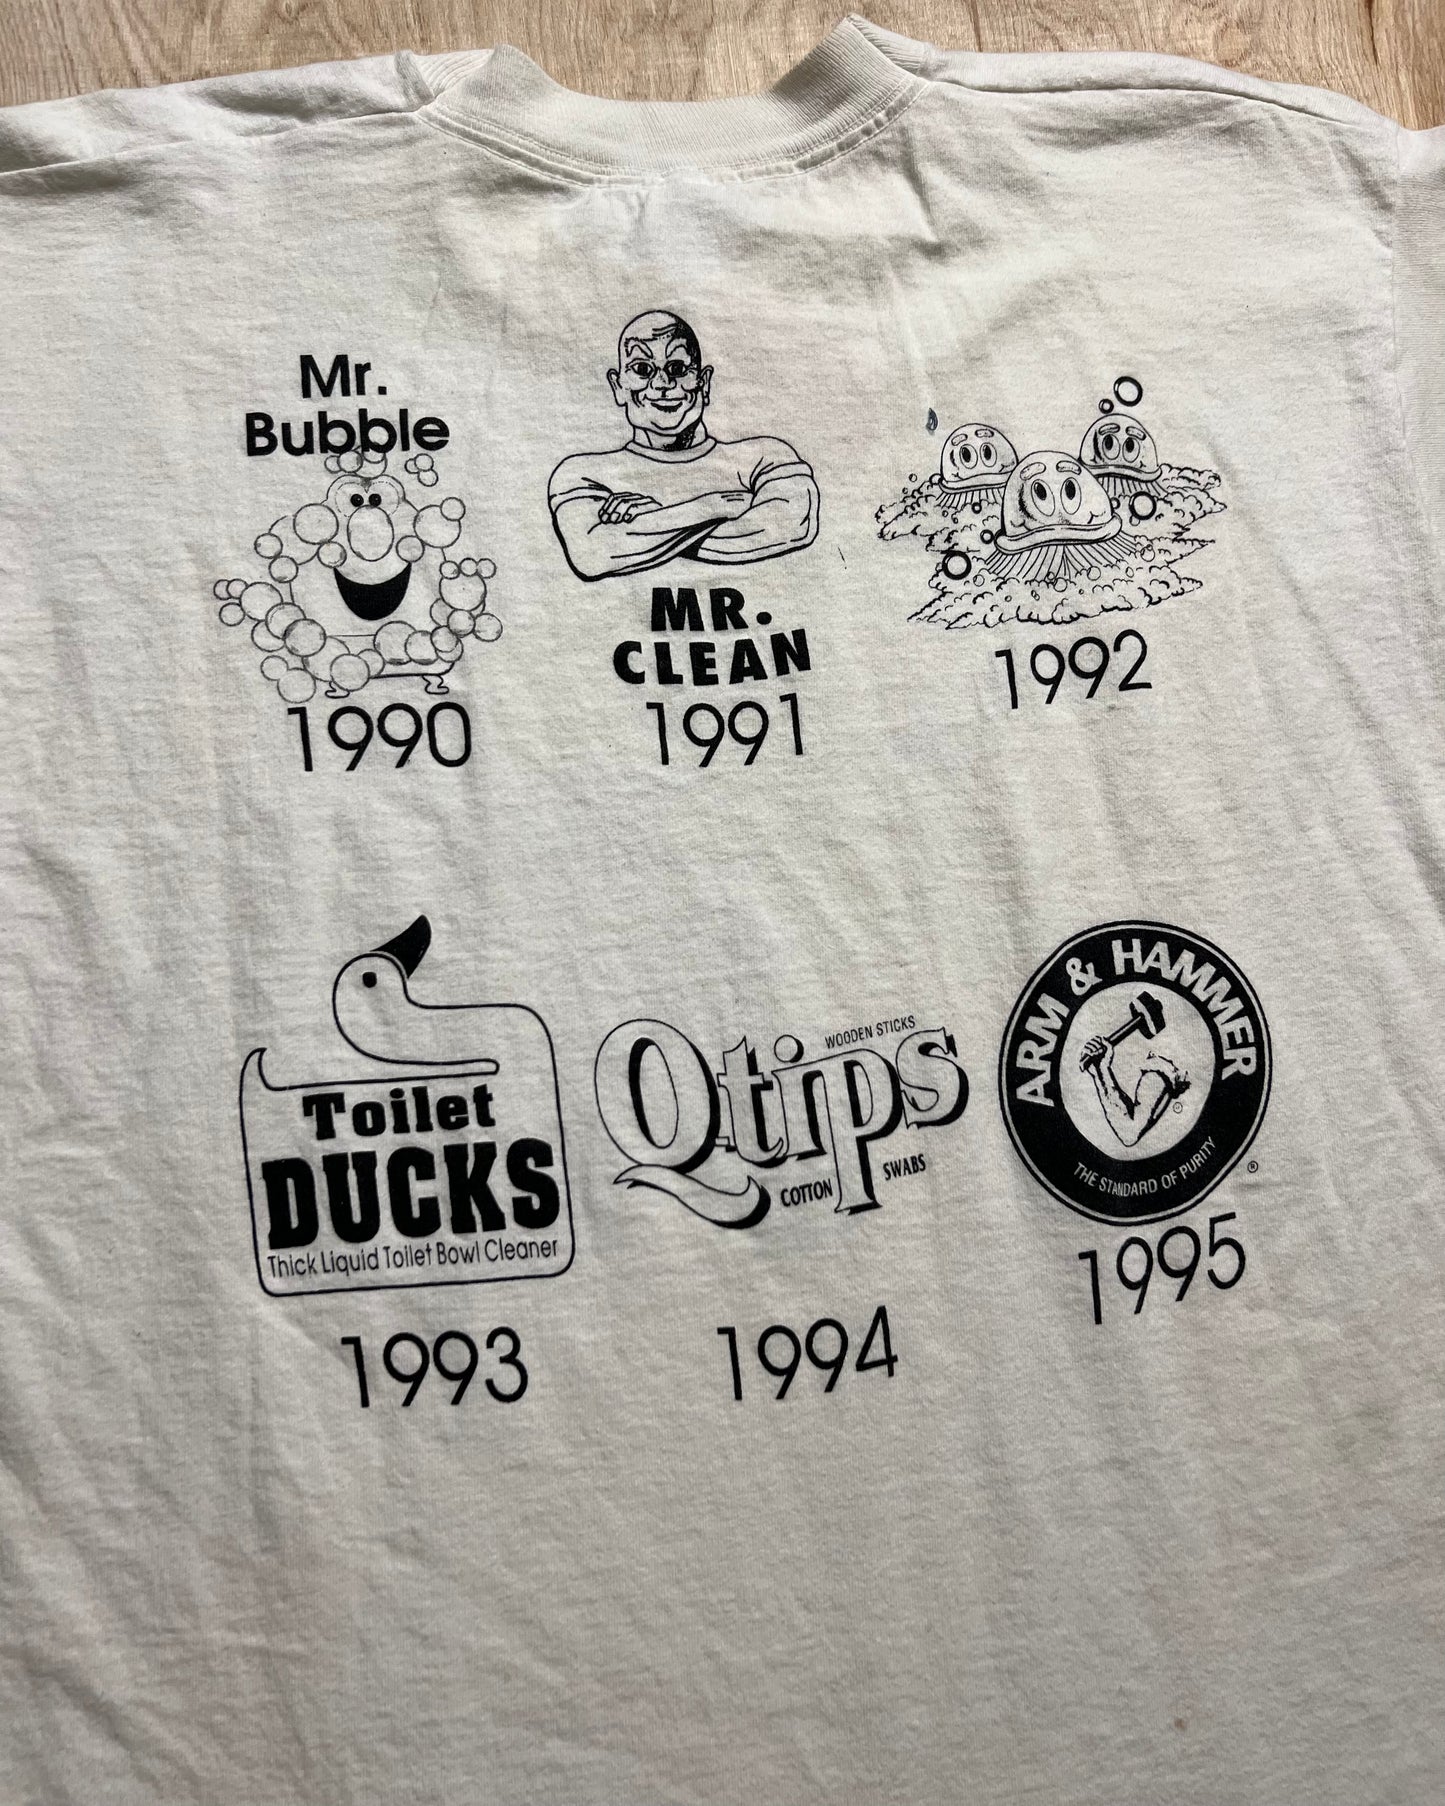 Mr.
Bubble
1990
MR.
CLEAN
1991
1992
Toilet
DUCKS
Thick Liquid Toilet Bowl Cleaner
1993
WOODEN STICKS
Qtips
COTTON
SWABS
1994
ARM & HAMMER
THE STANDARD OF PURITY
®
1995